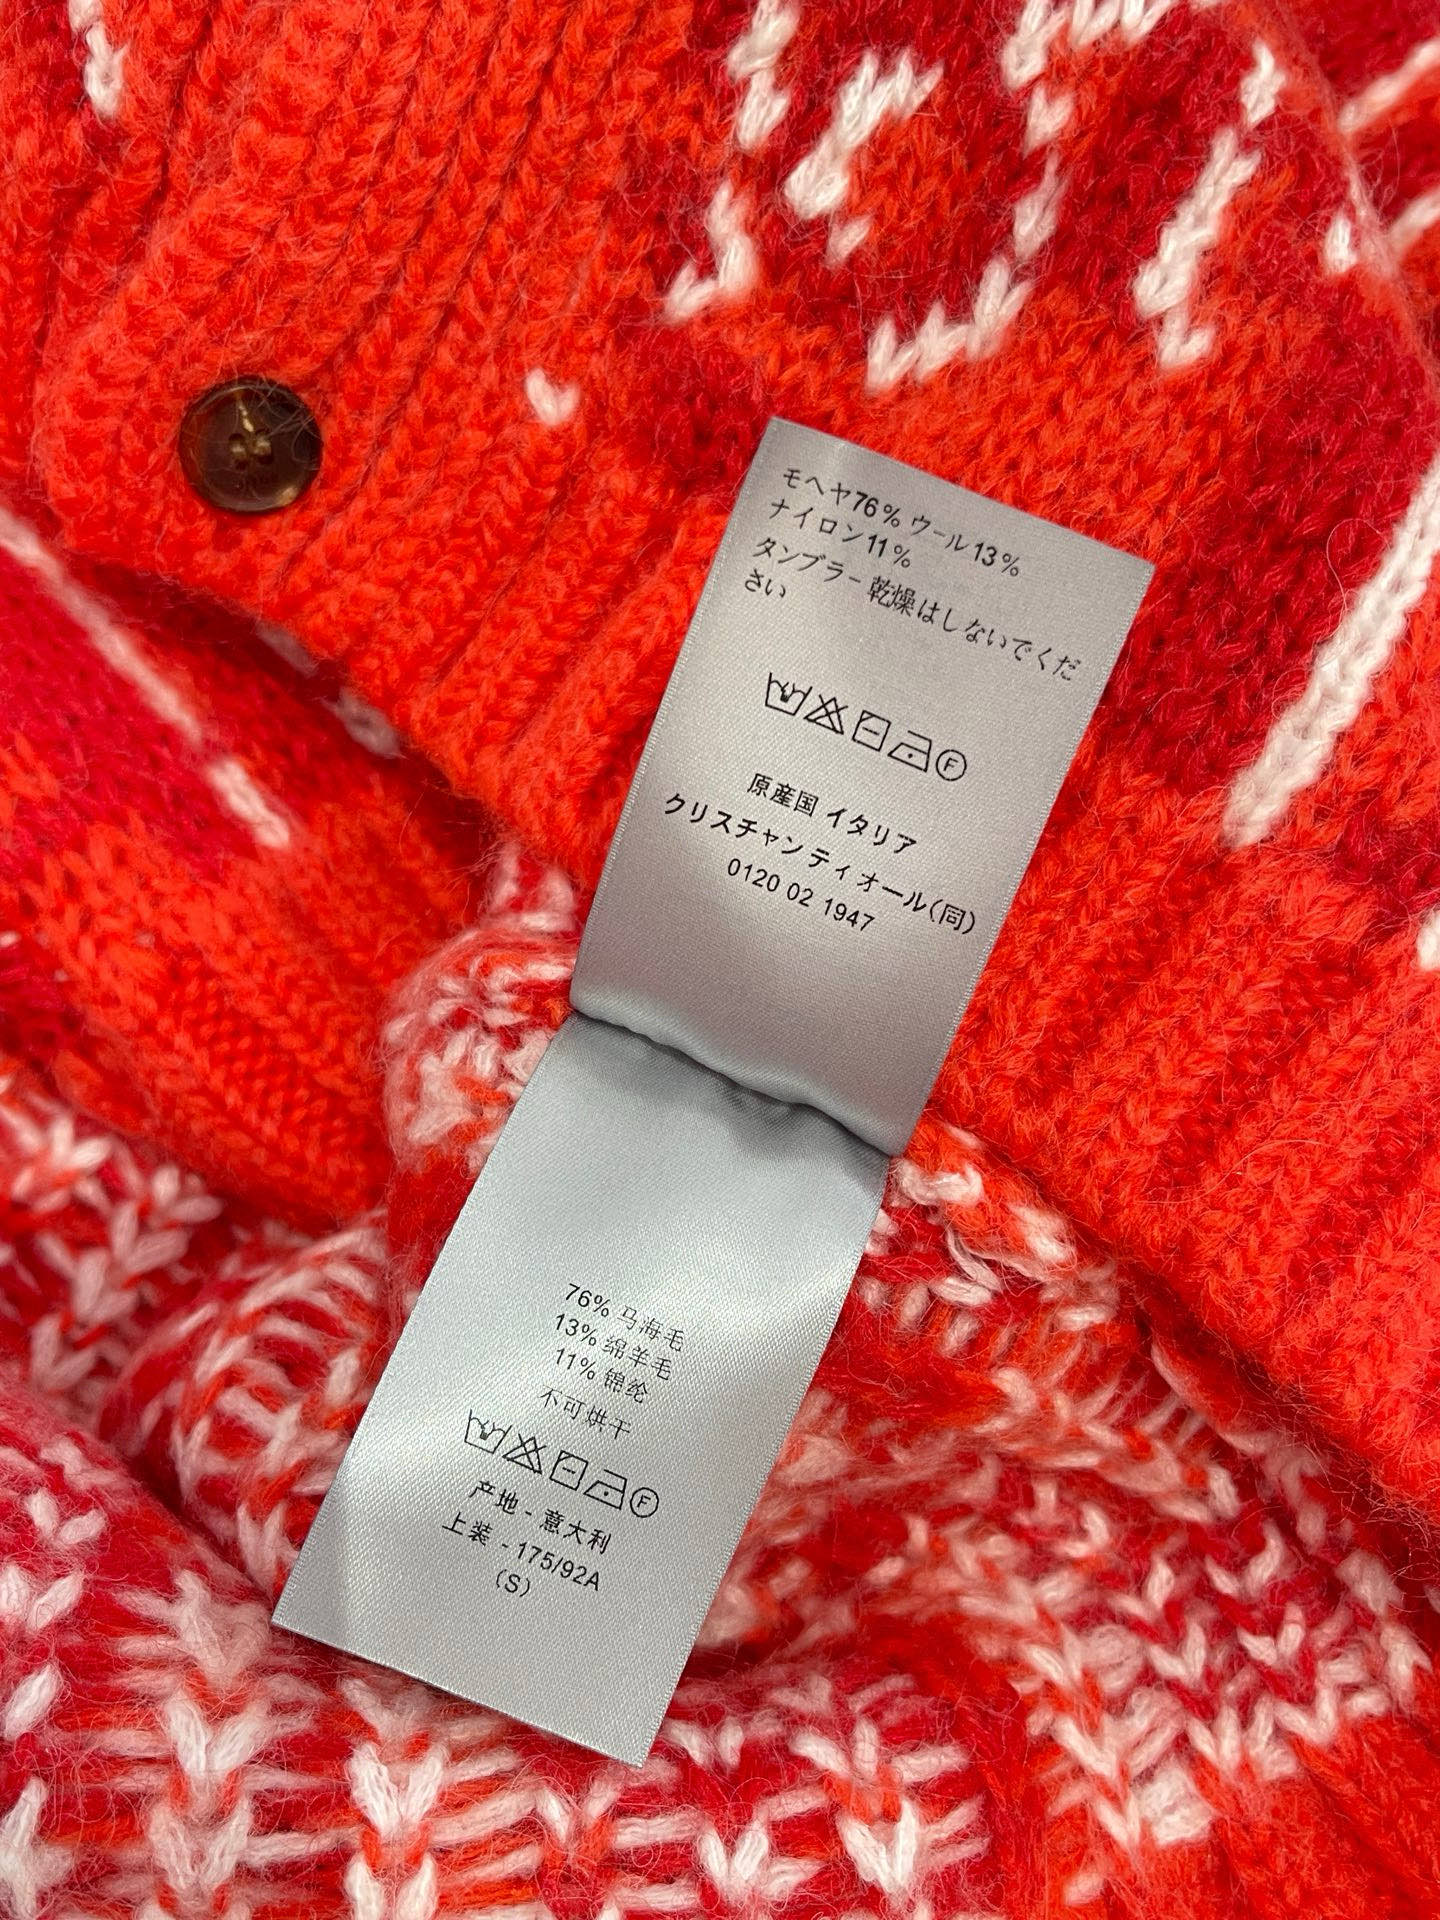 モヘヤ76% ウール13%
ナイロン11%
タンブラー乾燥はしないでくだ
さい
F
原産国 イタリア
クリスチャンディオール(同)
0120 02 1947
76% 马海毛
13% 绵羊毛
11% 锦纶
不可烘干
F
产地 - 意大利
上装 - 175/92A
(S)